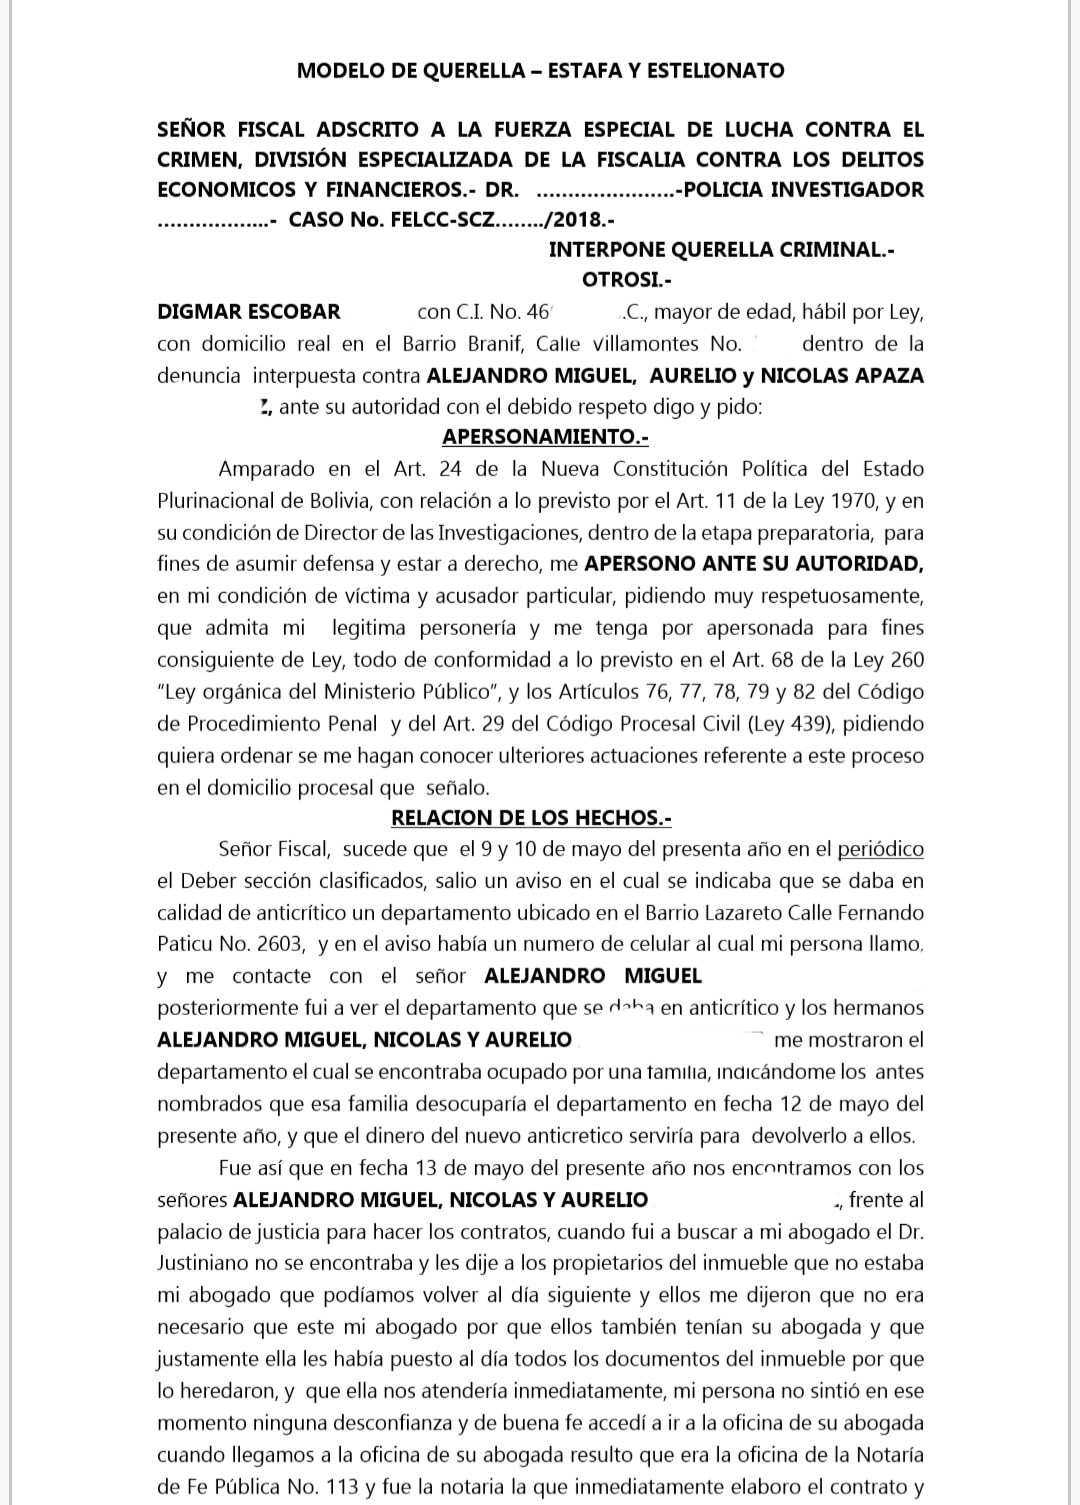 MODELO DE QUERELLA – ESTAFA Y ESTELIONATO
SEÑOR FISCAL ADSCRITO A LA FUERZA ESPECIAL DE LUCHA CONTRA EL
CRIMEN, DIVISIÓN ESPECIALIZADA DE LA FISCALIA CONTRA LOS DELITOS
ECONOMICOS Y FINANCIEROS.- DR. ......................-POLICIA INVESTIGADOR
..................- CASO No. FELCC-SCZ......../2018.-
INTERPONE QUERELLA CRIMINAL.-
OTROSI.-
DIGMAR ESCOBAR con C.I. No. 46 .C., mayor de edad, hábil por Ley,
con domicilio real en el Barrio Branif, Calle Villamontes No. dentro de la
denuncia interpuesta contra ALEJANDRO MIGUEL, AURELIO y NICOLAS APAZA
, ante su autoridad con el debido respeto digo y pido:
APERSONAMIENTO.-
Amparado en el Art. 24 de la Nueva Constitución Política del Estado
Plurinacional de Bolivia, con relación a lo previsto por el Art. 11 de la Ley 1970, y en
su condición de Director de las Investigaciones, dentro de la etapa preparatoria, para
fines de asumir defensa y estar a derecho, me APERSONO ANTE SU AUTORIDAD,
en mi condición de víctima y acusador particular, pidiendo muy respetuosamente,
que admita mi legitima personería y me tenga por apersonada para fines
consiguiente de Ley, todo de conformidad a lo previsto en el Art. 68 de la Ley 260
"Ley orgánica del Ministerio Público", y los Artículos 76, 77, 78, 79 y 82 del Código
de Procedimiento Penal y del Art. 29 del Código Procesal Civil (Ley 439), pidiendo
quiera ordenar se me hagan conocer ulteriores actuaciones referente a este proceso
en el domicilio procesal que señalo.
RELACION DE LOS HECHOS.-
Señor Fiscal, sucede que el 9 y 10 de mayo del presenta año en el periódico
el Deber sección clasificados, salio un aviso en el cual se indicaba que se daba en
calidad de anticrítico un departamento ubicado en el Barrio Lazareto Calle Fernando
Paticu No. 2603, y en el aviso había un numero de celular al cual mi persona llamo,
y me contacte con el señor ALEJANDRO MIGUEL
posteriormente fui a ver el departamento que se daba en anticrítico y los hermanos
ALEJANDRO MIGUEL, NICOLAS Y AURELIO me mostraron el
departamento el cual se encontraba ocupado por una familia, indicándome los antes
nombrados que esa familia desocuparía el departamento en fecha 12 de mayo del
presente año, y que el dinero del nuevo anticretico serviría para devolverlo a ellos.
Fue así que en fecha 13 de mayo del presente año nos encontramos con los
señores ALEJANDRO MIGUEL, NICOLAS Y AURELIO , frente al
palacio de justicia para hacer los contratos, cuando fui a buscar a mi abogado el Dr.
Justiniano no se encontraba y les dije a los propietarios del inmueble que no estaba
mi abogado que podíamos volver al día siguiente y ellos me dijeron que no era
necesario que este mi abogado por que ellos también tenían su abogada y que
justamente ella les había puesto al día todos los documentos del inmueble por que
lo heredaron, y que ella nos atendería inmediatamente, mi persona no sintió en ese
momento ninguna desconfianza y de buena fe accedí a ir a la oficina de su abogada
cuando llegamos a la oficina de su abogada resulto que era la oficina de la Notaría
de Fe Pública No. 113 y fue la notaria la que inmediatamente elaboro el contrato y